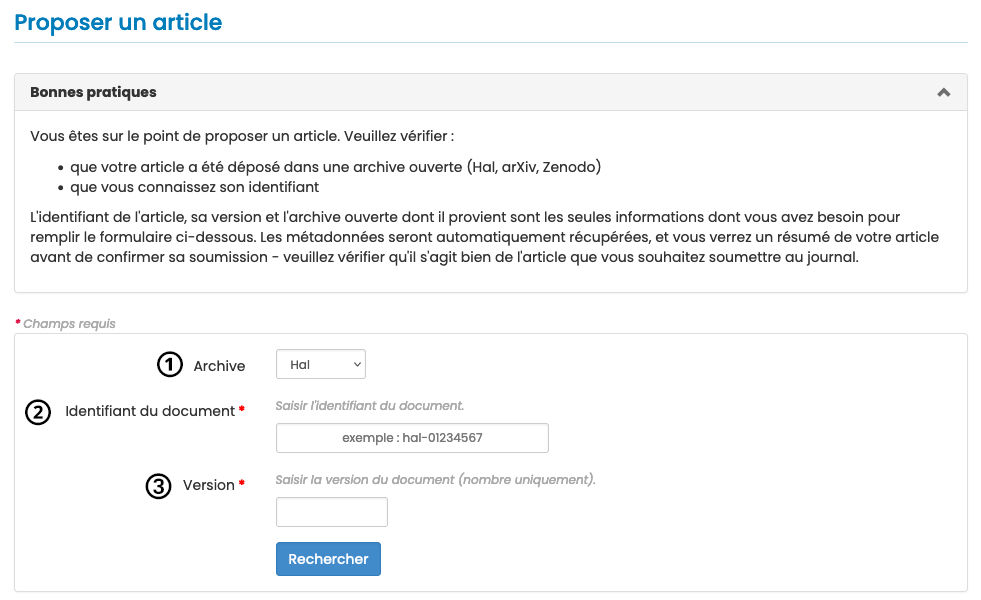 Proposer un article
Bonnes pratiques
Vous êtes sur le point de proposer un article. Veuillez vérifier :
• que votre article a été déposé dans une archive ouverte (Hal, arXiv, Zenodo)
• que vous connaissez son identifiant
L'identifiant de l'article, sa version et l'archive ouverte dont il provient sont les seules informations dont vous avez besoin pour
remplir le formulaire ci-dessous. Les métadonnées seront automatiquement récupérées, et vous verrez un résumé de votre article
avant de confirmer sa soumission - veuillez vérifier qu'il s'agit bien de l'article que vous souhaitez soumettre au journal.
* Champs requis
1 Archive Hal
2 Identifiant du document * Saisir l'identifiant du document.
exemple : hal-01234567
3 Version * Saisir la version du document (nombre uniquement).
Rechercher